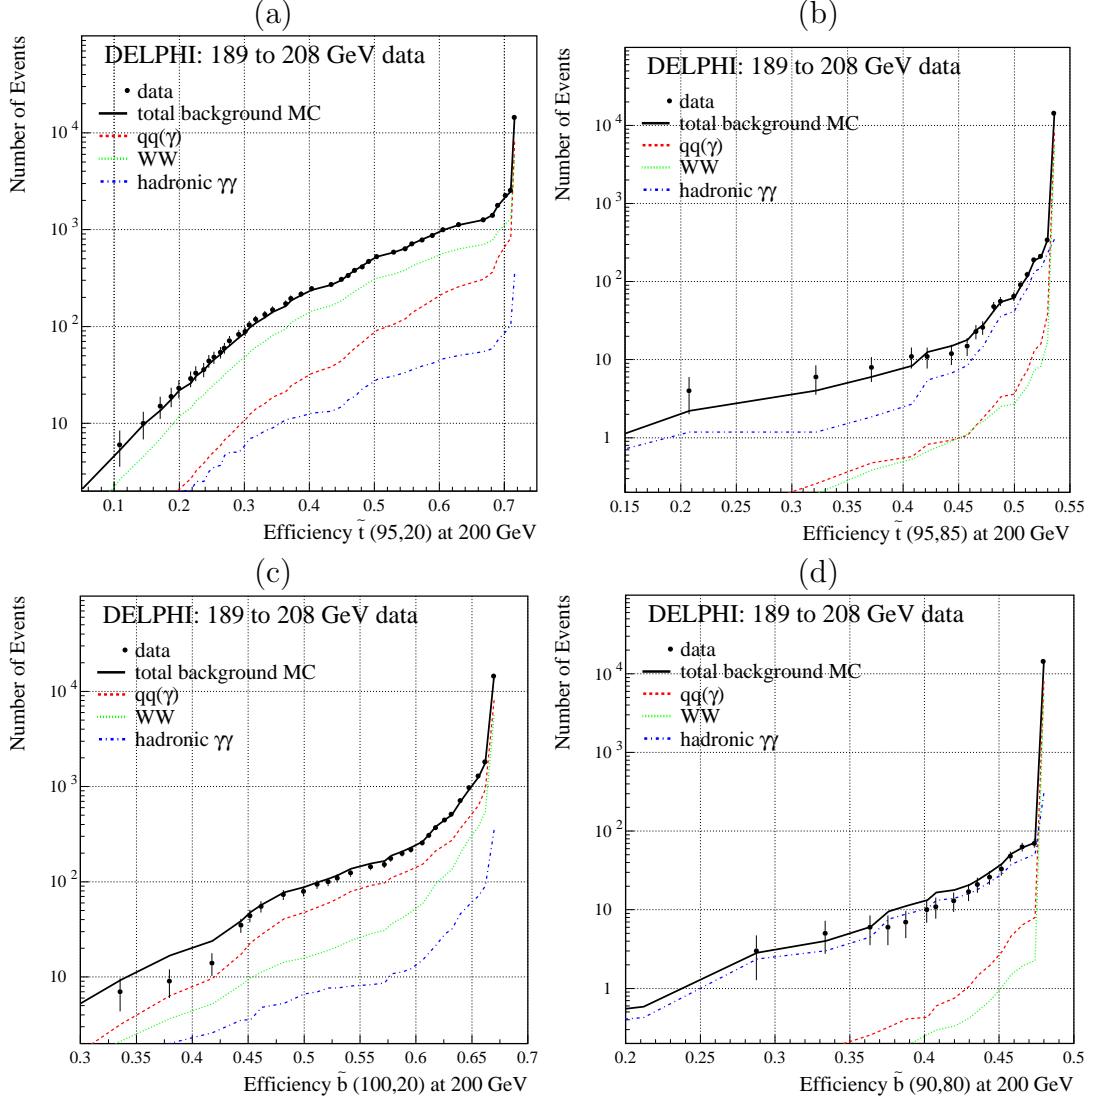 (a)
DELPHI: 189 to 208 GeV data
data
total background MC
qq(γ)
WW
hadronic γγ
Number of Events
10⁴
10³
10²
10
0.1 0.2 0.3 0.4 0.5 0.6 0.7
Efficiency t̃ (95,20) at 200 GeV
(b)
DELPHI: 189 to 208 GeV data
data
total background MC
qq(γ)
WW
hadronic γγ
Number of Events
10⁴
10³
10²
10
1
0.15 0.2 0.25 0.3 0.35 0.4 0.45 0.5 0.55
Efficiency t̃ (95,85) at 200 GeV
(c)
DELPHI: 189 to 208 GeV data
data
total background MC
qq(γ)
WW
hadronic γγ
Number of Events
10⁴
10³
10²
10
0.3 0.35 0.4 0.45 0.5 0.55 0.6 0.65 0.7
Efficiency b̃ (100,20) at 200 GeV
(d)
DELPHI: 189 to 208 GeV data
data
total background MC
qq(γ)
WW
hadronic γγ
Number of Events
10⁴
10³
10²
10
1
0.2 0.25 0.3 0.35 0.4 0.45 0.5
Efficiency b̃ (90,80) at 200 GeV